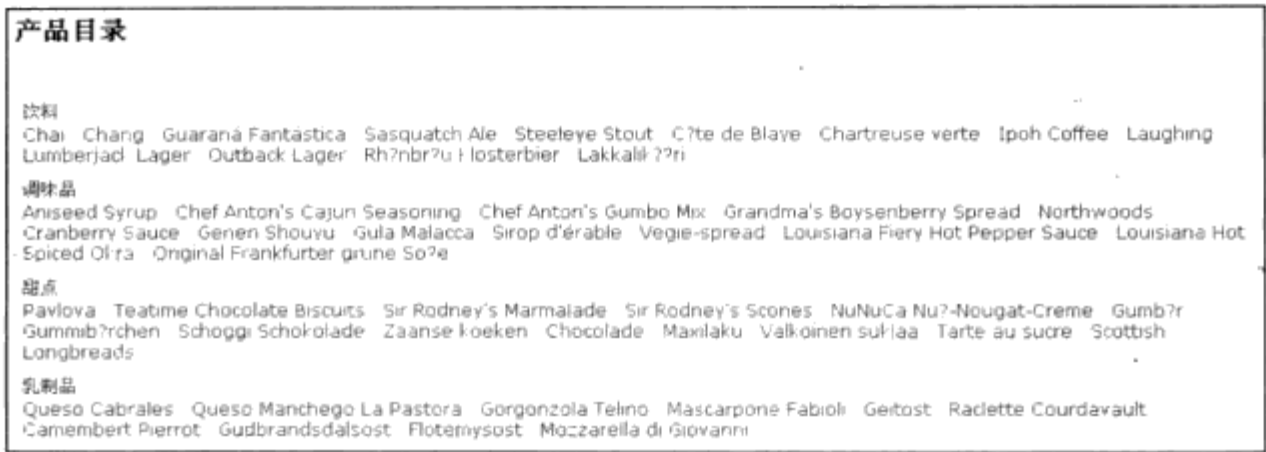 产品目录
饮料
Chai Chang Guaraná Fantástica Sasquatch Ale Steeleye Stout C?te de Blaye Chartreuse verte Ipoh Coffee Laughing
Lumberjack Lager Outback Lager Rh?nbr?u Klosterbier Lakkalik??ri
调味品
Aniseed Syrup Chef Anton's Cajun Seasoning Chef Anton's Gumbo Mix Grandma's Boysenberry Spread Northwoods
Cranberry Sauce Genen Shouyu Gula Malacca Sirop d'érable Vegie-spread Louisiana Fiery Hot Pepper Sauce Louisiana Hot
Spiced Okra Original Frankfurter grune So?e
甜点
Pavlova Teatime Chocolate Biscuits Sir Rodney's Marmalade Sir Rodney's Scones NuNuCa Nu?-Nougat-Creme Gumb?r
Gummib?rchen Schoggi Schokolade Zaanse koeken Chocolade Maxilaku Valkoinen suklaa Tarte au sucre Scottish
Longbreads
乳制品
Queso Cabrales Queso Manchego La Pastora Gorgonzola Telino Mascarpone Fabioli Geitost Raclette Courdavault
Camembert Pierrot Gudbrandsdalsost Flotemysost Mozzarella di Giovanni